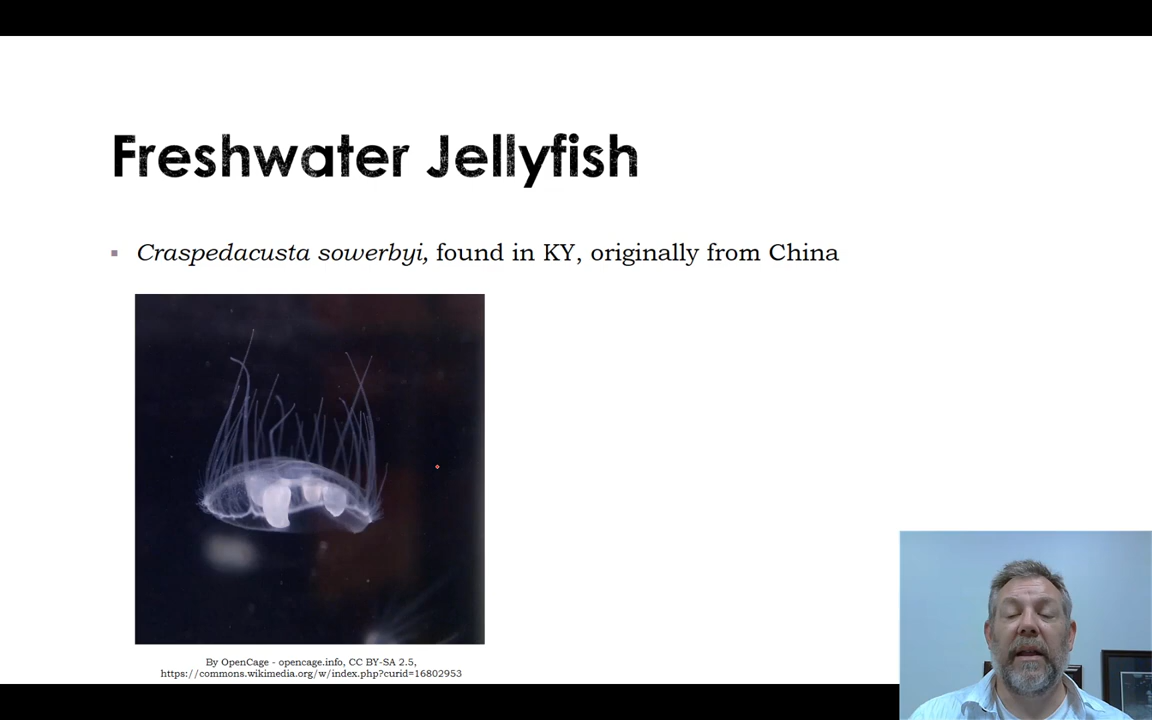 Freshwater Jellyfish
▪ Craspedacusta sowerbyi, found in KY, originally from China
By OpenCage - opencage.info, CC BY-SA 2.5,
https://commons.wikimedia.org/w/index.php?curid=16802953